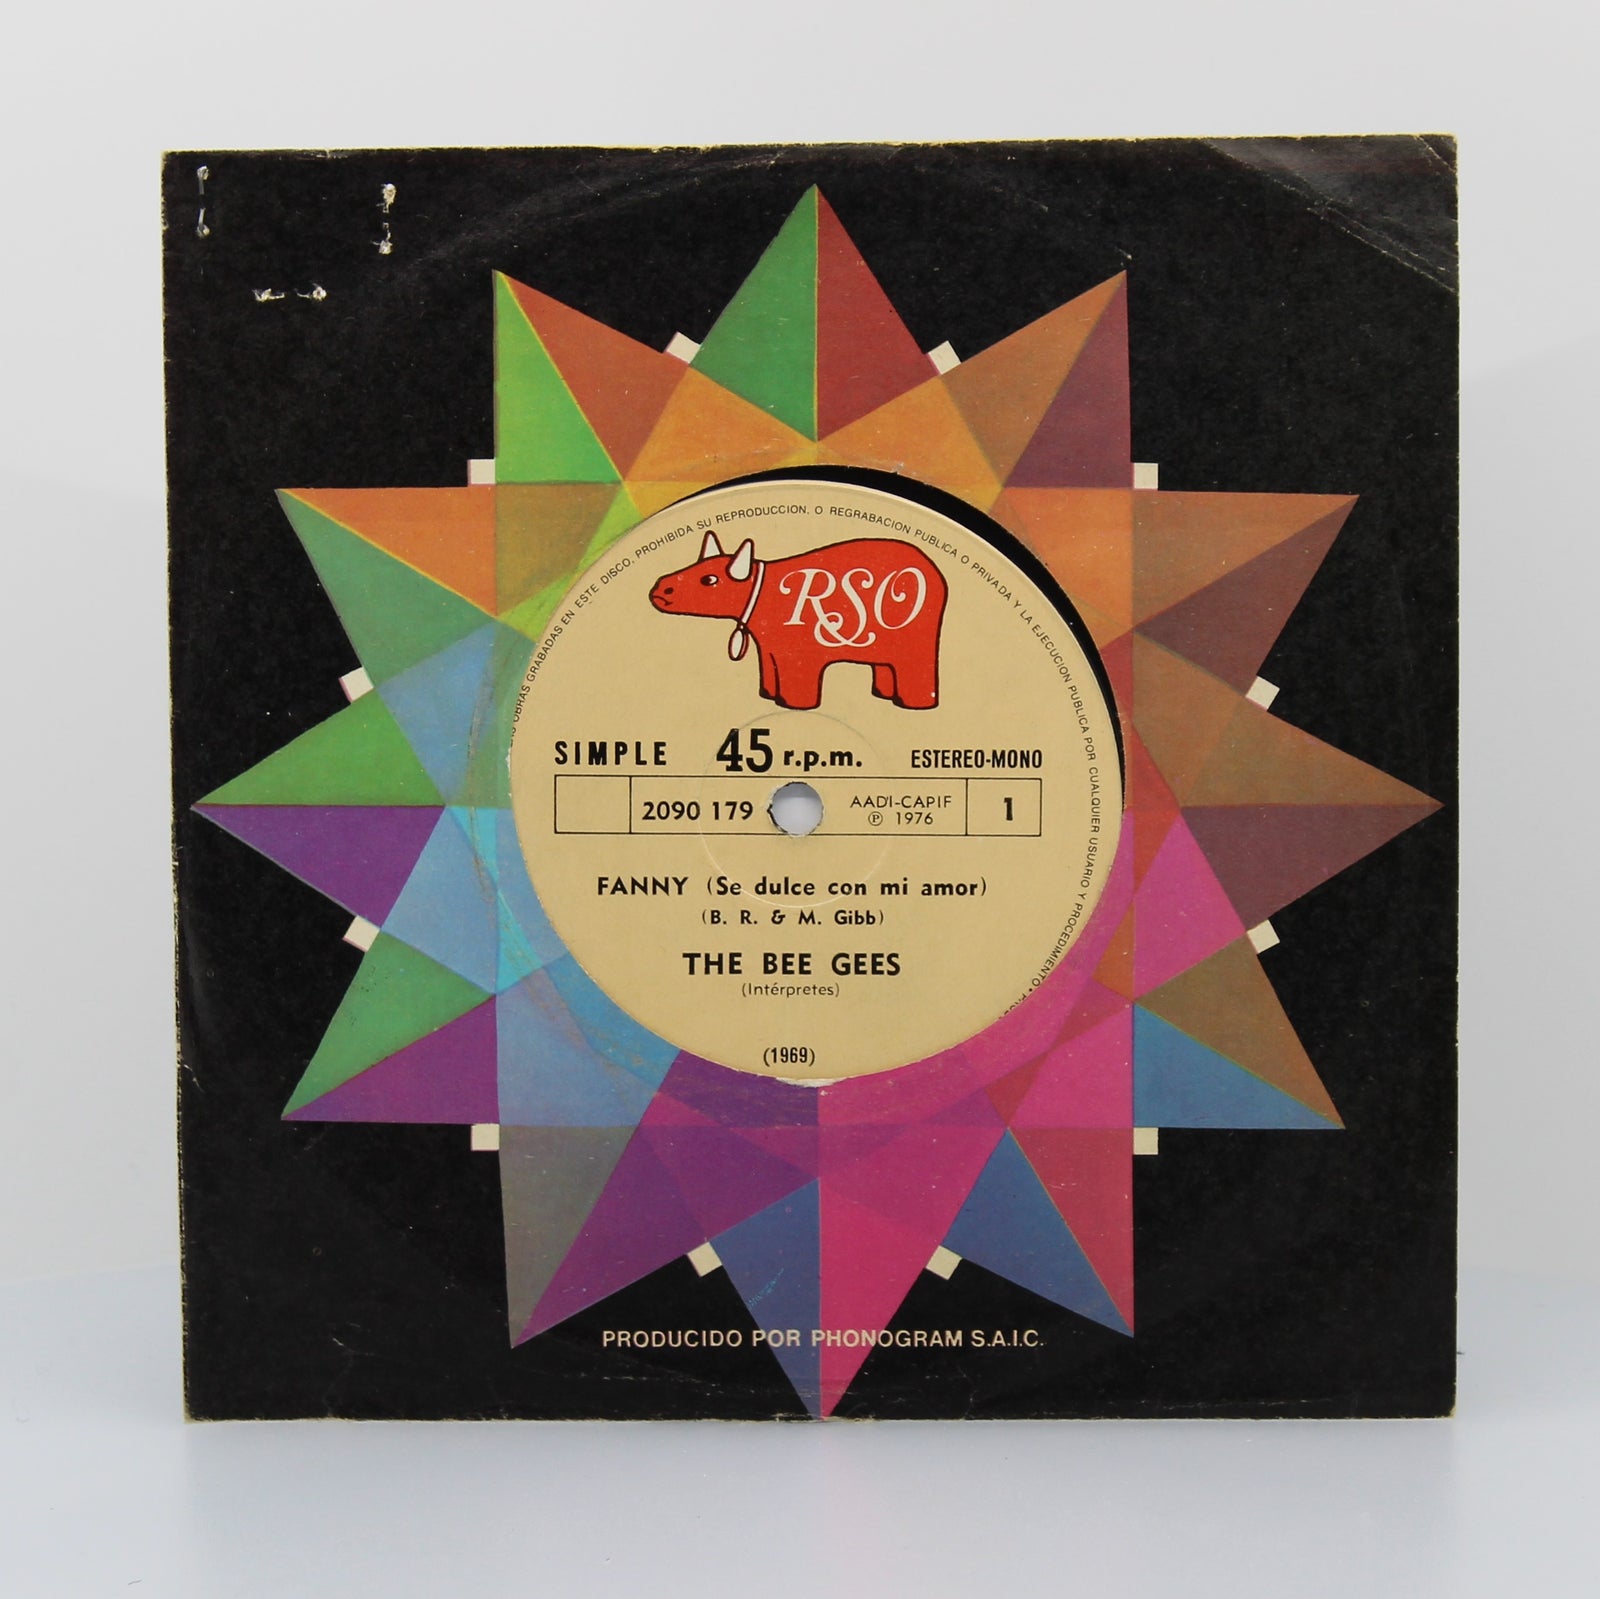 LAS OBRAS GRABADAS EN ESTE DISCO. PROHIBIDA SU REPRODUCCION, O REGRABACION PUBLICA O PRIVADA Y LA EJECUCION PUBLICA POR CUALQUIER USUARIO Y PROCEDIMIENTO •
RSO
SIMPLE 45 r.p.m. ESTEREO-MONO
2090 179 AADI-CAPIF 1
℗ 1976
FANNY (Se dulce con mi amor)
(B. R. & M. Gibb)
THE BEE GEES
(Intérpretes)
(1969)
PRODUCIDO POR PHONOGRAM S.A.I.C.